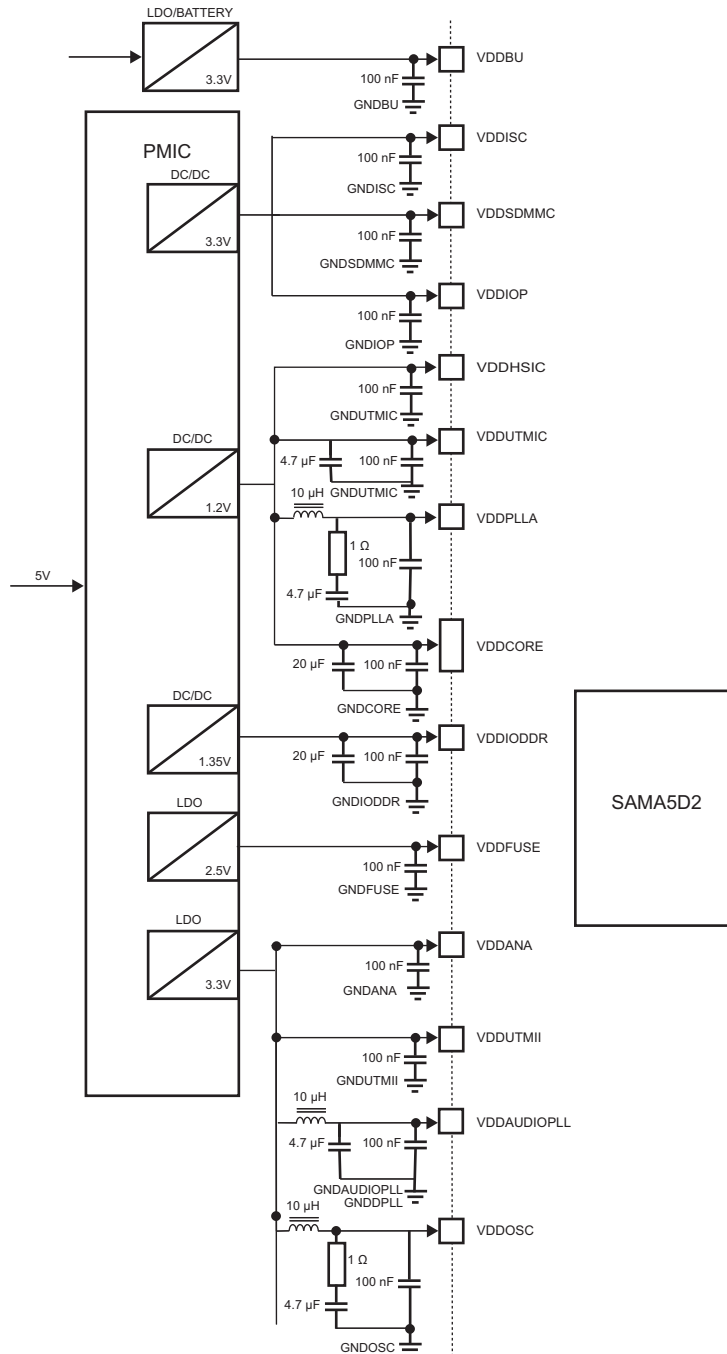 LDO/BATTERY
3.3V
VDDBU
100 nF
GNDBU
PMIC
VDDISC
100 nF
GNDISC
DC/DC
3.3V
VDDSDMMC
100 nF
GNDSDMMC
VDDIOP
100 nF
GNDIOP
VDDHSIC
100 nF
GNDUTMIC
DC/DC
1.2V
VDDUTMIC
4.7 µF
100 nF
GNDUTMIC
10 µH
VDDPLLA
1 Ω
100 nF
4.7 µF
GNDPLLA
5V
VDDCORE
20 µF
100 nF
GNDCORE
DC/DC
1.35V
VDDIODDR
20 µF
100 nF
GNDIODDR
SAMA5D2
LDO
2.5V
VDDFUSE
100 nF
GNDFUSE
LDO
3.3V
VDDANA
100 nF
GNDANA
VDDUTMII
100 nF
GNDUTMII
10 µH
VDDAUDIOPLL
4.7 µF
100 nF
GNDAUDIOPLL
GNDDPLL
10 µH
VDDOSC
1 Ω
100 nF
4.7 µF
GNDOSC